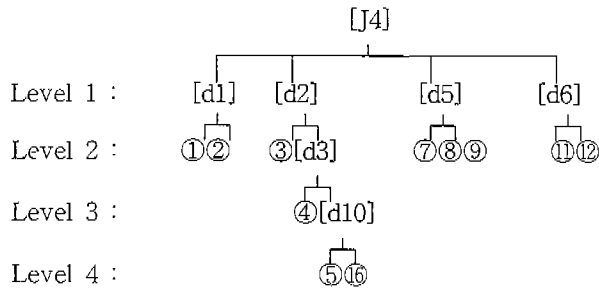 [J4]
Level 1 : [d1] [d2] [d5] [d6]
Level 2 : ①② ③[d3] ⑦⑧⑨ ⑪⑫
Level 3 : ④[d10]
Level 4 : ⑤⑯